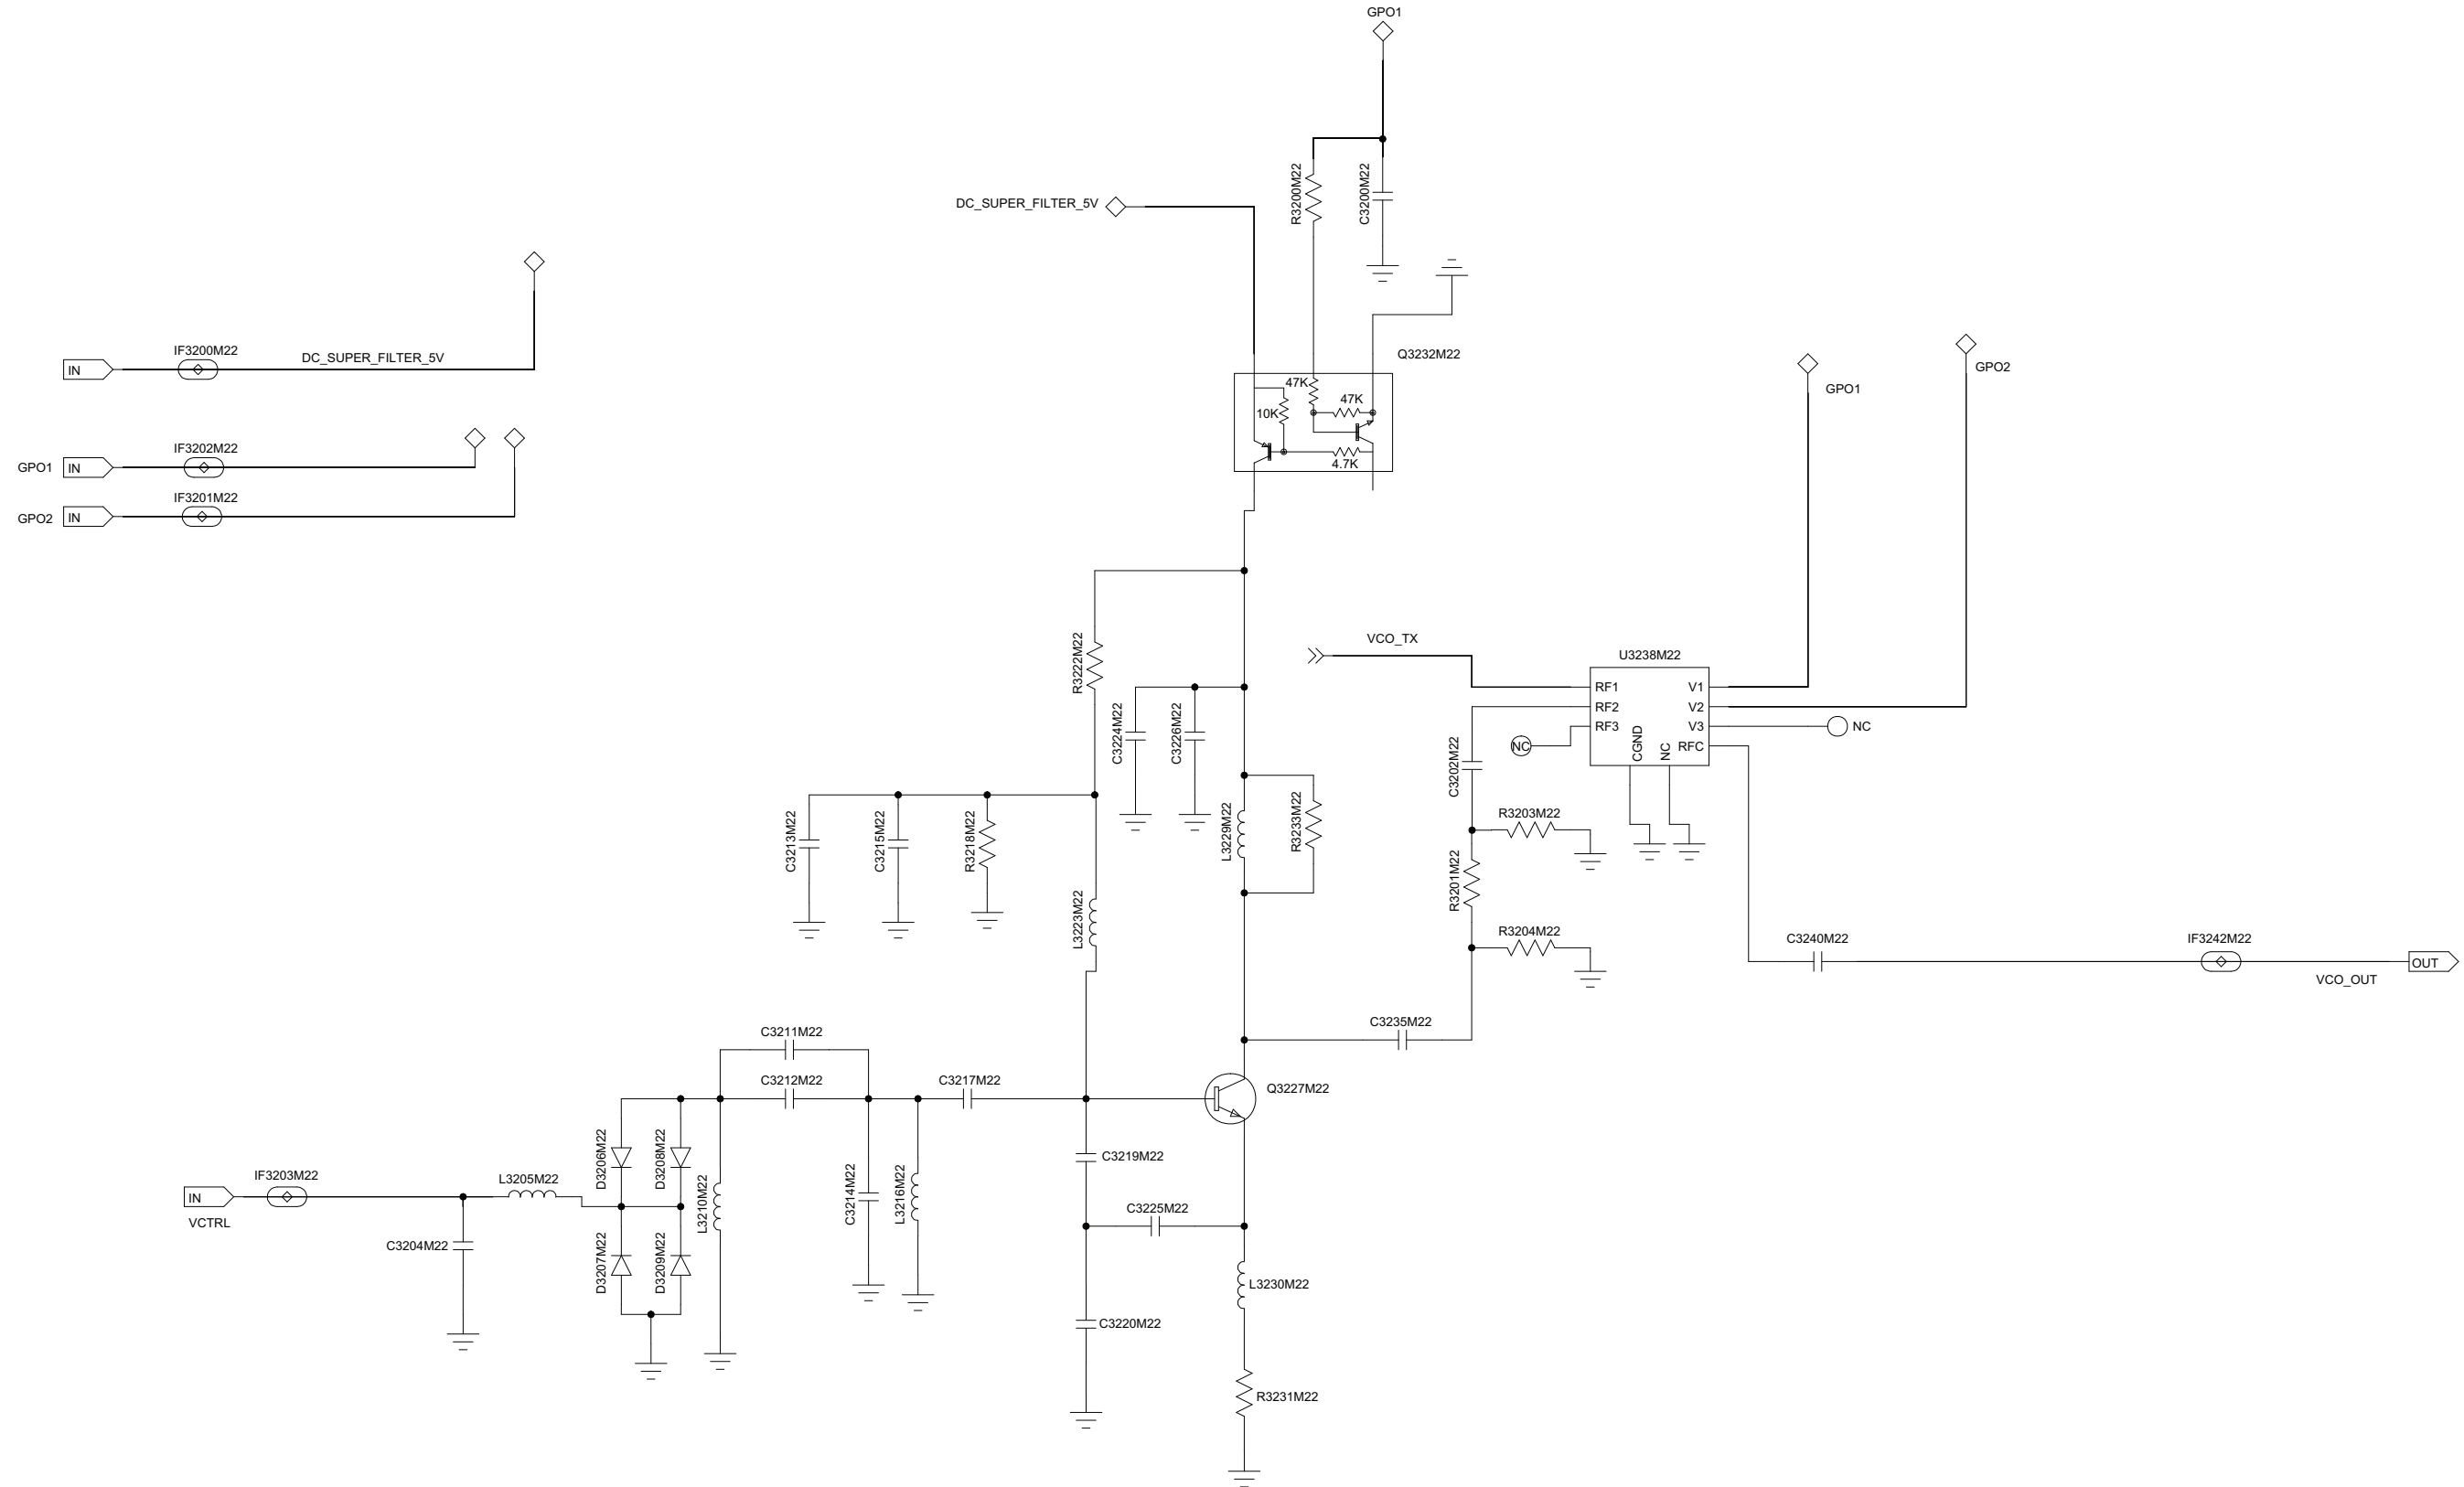 GPO1
R3200M22
C3200M22
DC_SUPER_FILTER_5V
IF3200M22
DC_SUPER_FILTER_5V
IN
Q3232M22
47K
47K
10K
4.7K
GPO2
GPO1
IF3202M22
GPO1
IN
IF3201M22
GPO2
IN
R3222M22
VCO_TX
U3238M22
RF1
V1
RF2
V2
RF3
V3
NC
NC
CGND
NC
RFC
C3224M22
C3226M22
C3202M22
C3213M22
C3215M22
R3218M22
L3229M22
R3233M22
R3203M22
R3201M22
L3223M22
R3204M22
C3240M22
IF3242M22
OUT
VCO_OUT
C3235M22
C3211M22
C3212M22
C3217M22
Q3227M22
D3206M22
D3208M22
C3219M22
IF3203M22
L3205M22
IN
VCTRL
L3210M22
C3214M22
L3216M22
C3225M22
C3204M22
D3207M22
D3209M22
L3230M22
C3220M22
R3231M22